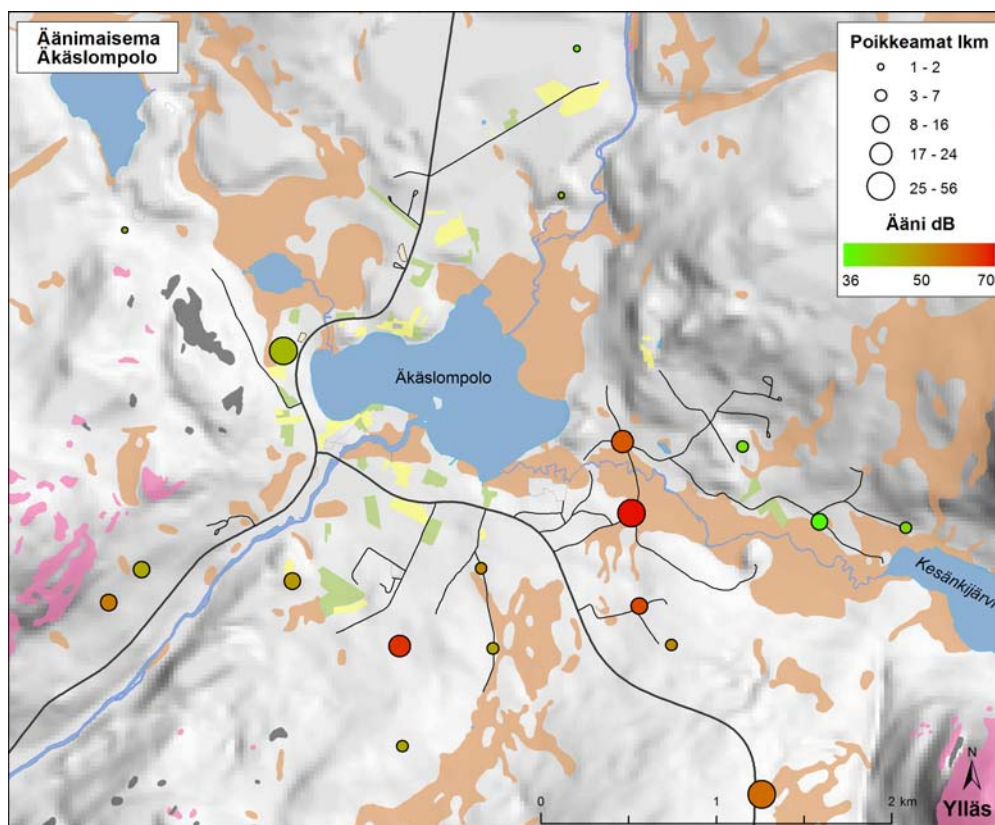 Äänimaisema
Äkäslompolo
Poikkeamat lkm
1 - 2
3 - 7
8 - 16
17 - 24
25 - 56
Ääni dB
36 50 70
Äkäslompolo
Kesänkijärvi
N
Ylläs
0 1 2 km